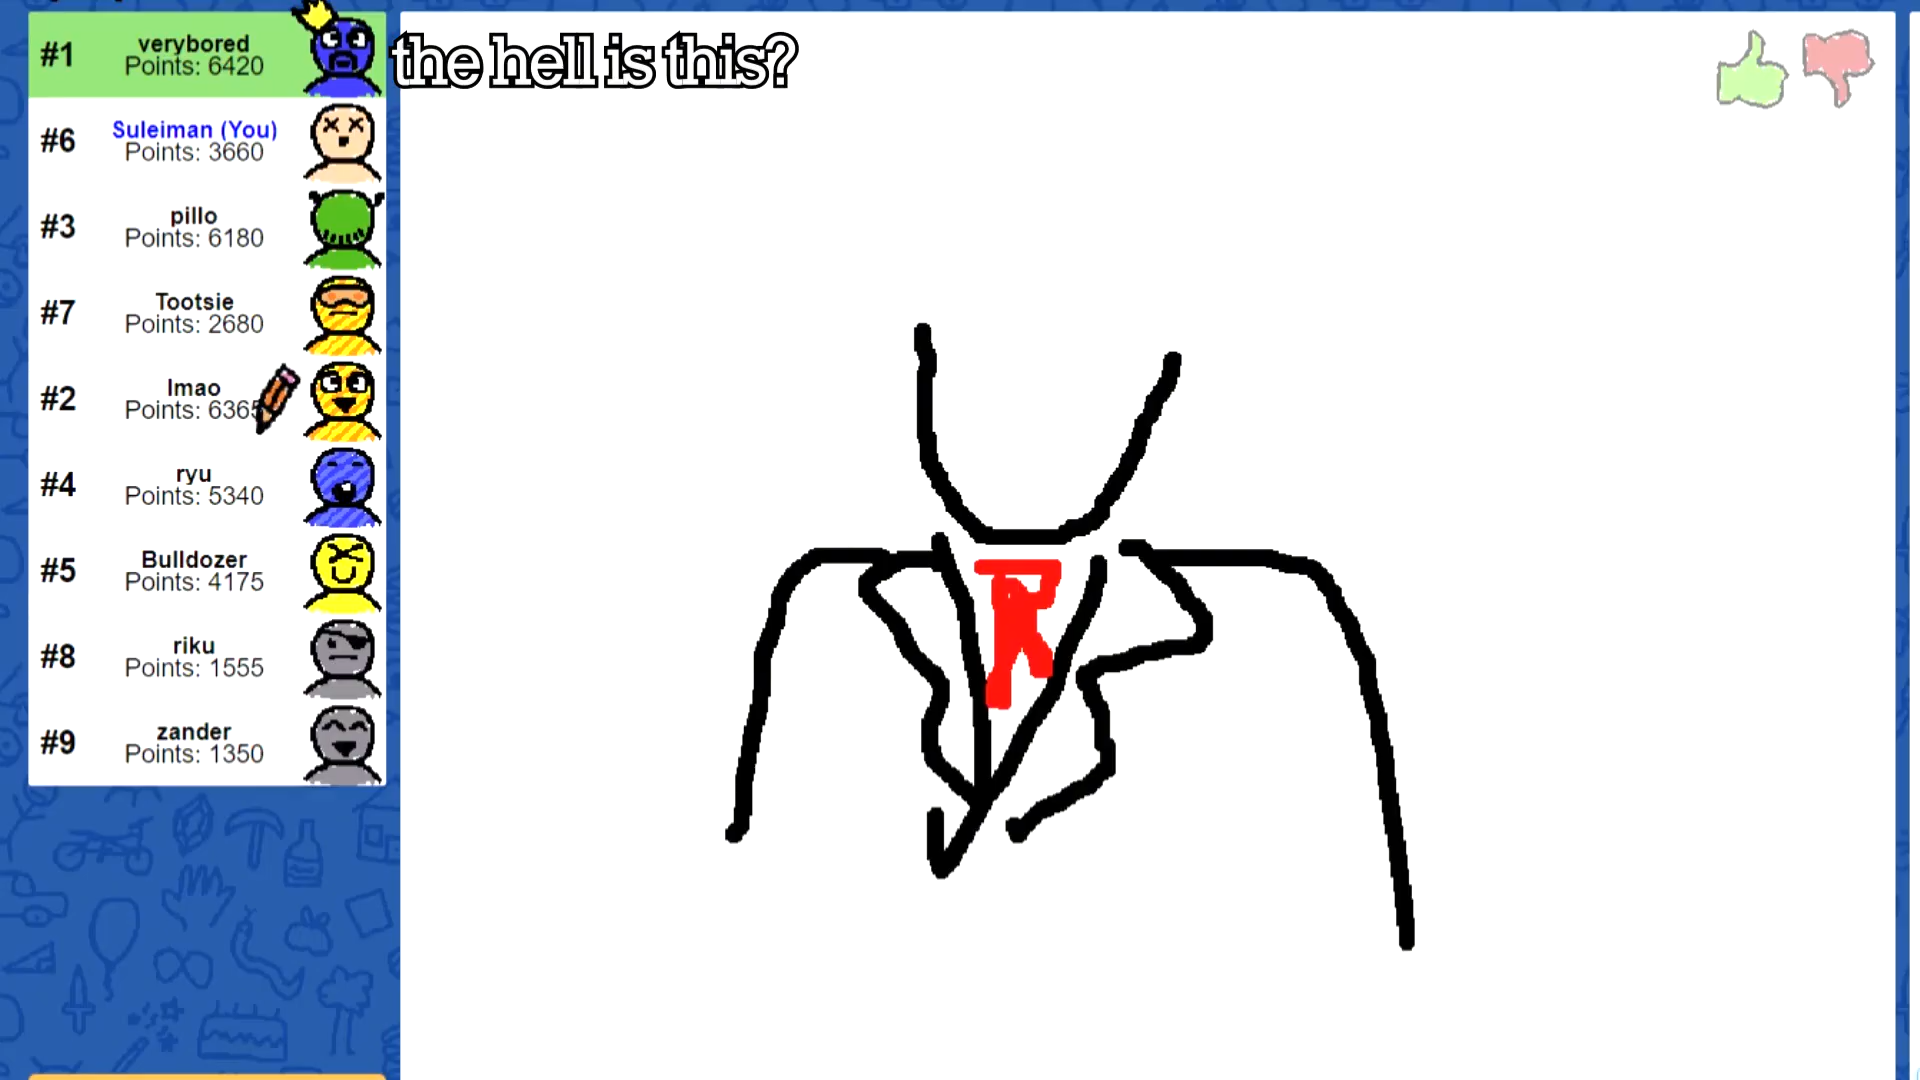 #1 verybored
Points: 6420
the hell is this?
#6 Suleiman (You)
Points: 3660
#3 pillo
Points: 6180
#7 Tootsie
Points: 2680
#2 lmao
Points: 6365
#4 ryu
Points: 5340
#5 Bulldozer
Points: 4175
#8 riku
Points: 1555
#9 zander
Points: 1350